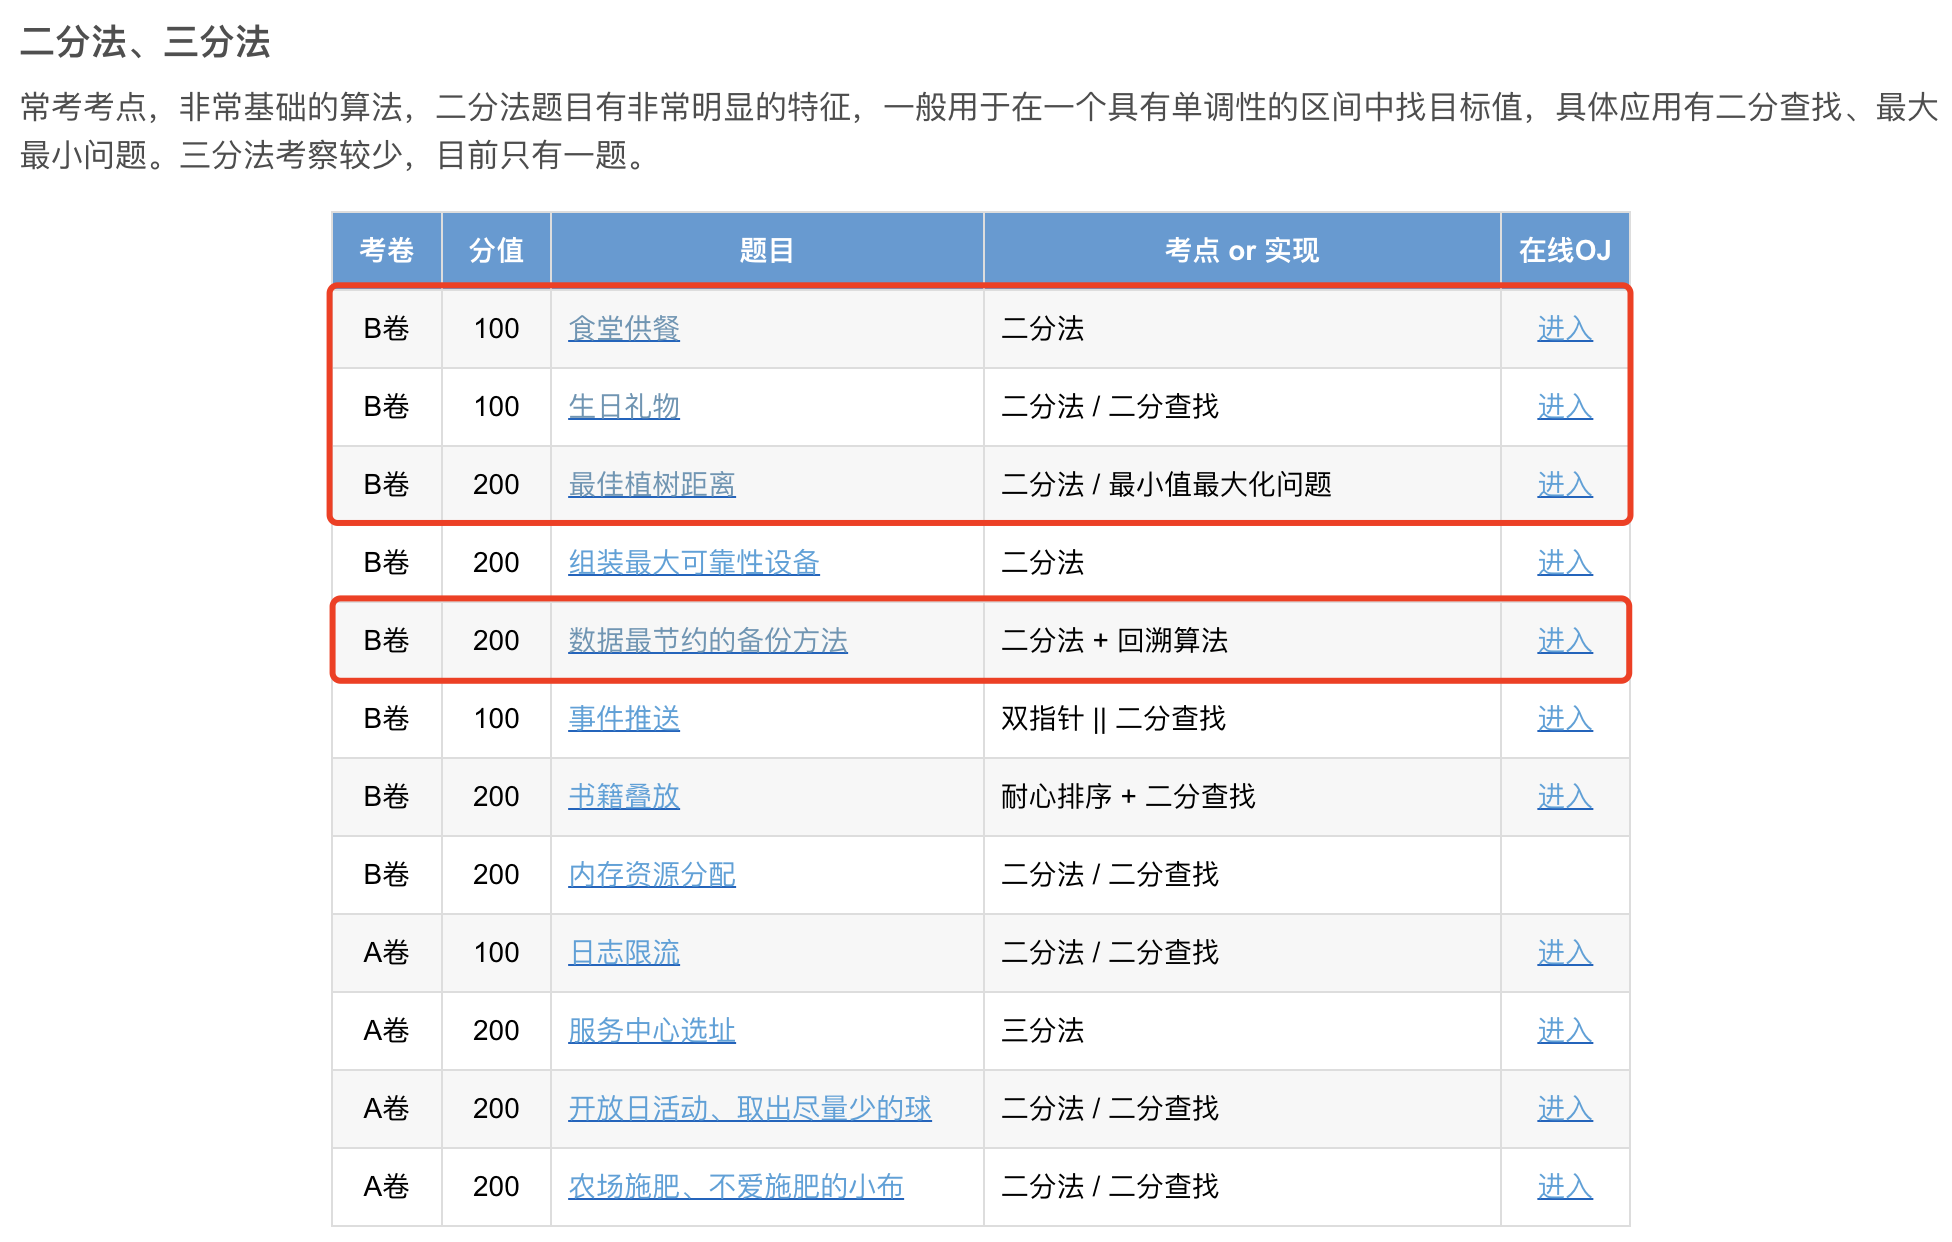 二分法、三分法
常考考点，非常基础的算法，二分法题目有非常明显的特征，一般用于在一个具有单调性的区间中找目标值，具体应用有二分查找、最大
最小问题。三分法考察较少，目前只有一题。
考卷 分值 题目 考点 or 实现 在线OJ
B卷 100 食堂供餐 二分法 进入
B卷 100 生日礼物 二分法 / 二分查找 进入
B卷 200 最佳植树距离 二分法 / 最小值最大化问题 进入
B卷 200 组装最大可靠性设备 二分法 进入
B卷 200 数据最节约的备份方法 二分法 + 回溯算法 进入
B卷 100 事件推送 双指针 || 二分查找 进入
B卷 200 书籍叠放 耐心排序 + 二分查找 进入
B卷 200 内存资源分配 二分法 / 二分查找
A卷 100 日志限流 二分法 / 二分查找 进入
A卷 200 服务中心选址 三分法 进入
A卷 200 开放日活动、取出尽量少的球 二分法 / 二分查找 进入
A卷 200 农场施肥、不爱施肥的小布 二分法 / 二分查找 进入